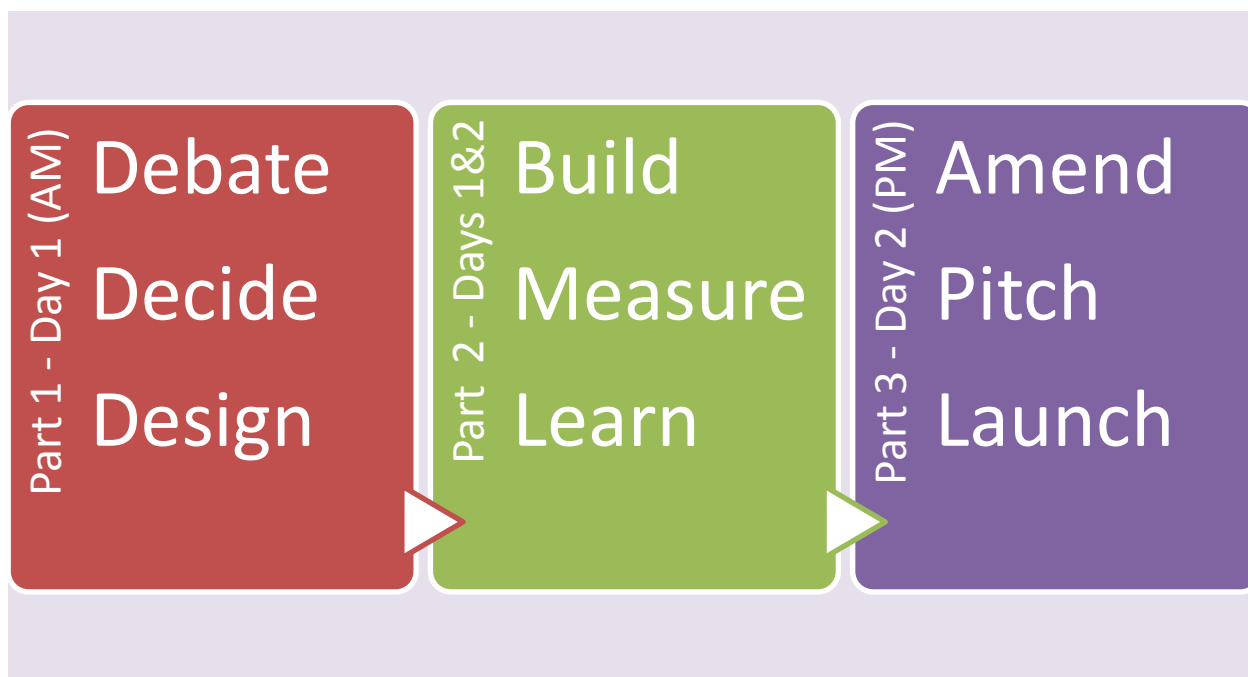 Part 1 - Day 1 (AM)
Debate
Decide
Design
Part 2 - Days 1&2
Build
Measure
Learn
Part 3 - Day 2 (PM)
Amend
Pitch
Launch